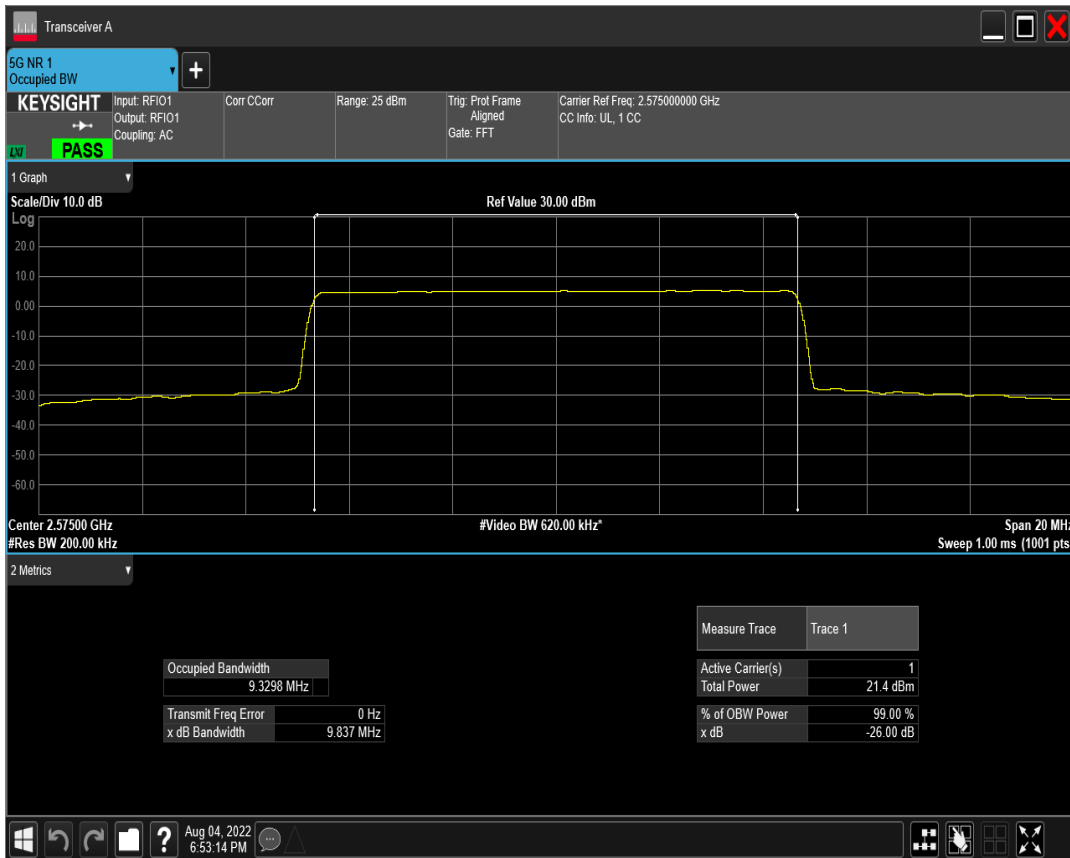 Transceiver A
5G NR 1
Occupied BW
KEYSIGHT
LXI
PASS
Input: RFIO1
Output: RFIO1
Coupling: AC
Corr CCorr
Range: 25 dBm
Trig: Prot Frame
Aligned
Gate: FFT
Carrier Ref Freq: 2.575000000 GHz
CC Info: UL, 1 CC
1 Graph
Scale/Div 10.0 dB
Ref Value 30.00 dBm
Log
20.0
10.0
0.00
-10.0
-20.0
-30.0
-40.0
-50.0
-60.0
Center 2.57500 GHz
#Video BW 620.00 kHz*
Span 20 MHz
#Res BW 200.00 kHz
Sweep 1.00 ms (1001 pts
2 Metrics
Measure Trace Trace 1
Occupied Bandwidth
9.3298 MHz
Active Carrier(s) 1
Total Power 21.4 dBm
Transmit Freq Error 0 Hz
x dB Bandwidth 9.837 MHz
% of OBW Power 99.00 %
x dB -26.00 dB
?
Aug 04, 2022
6:53:14 PM